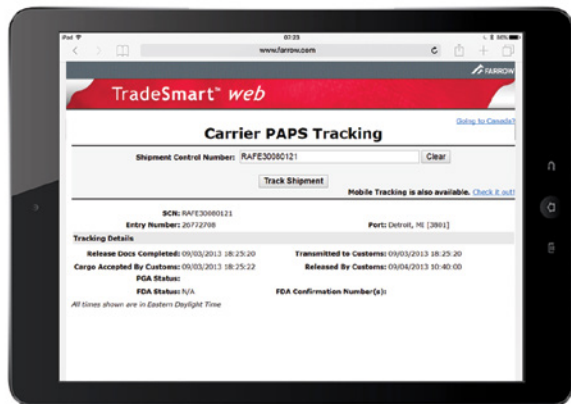 iPad 07:23 56%
www.farrow.com
FARROW
TradeSmart™ web
Going to Canada?
Carrier PAPS Tracking
Shipment Control Number: RAFE30080121 Clear
Track Shipment
Mobile Tracking is also available. Check it out!
SCN: RAFE30080121
Entry Number: 20772708 Port: Detroit, MI [3801]
Tracking Details
Release Docs Completed: 09/03/2013 18:25:20 Transmitted to Customs: 09/03/2013 18:25:20
Cargo Accepted By Customs: 09/03/2013 18:25:22 Released By Customs: 09/04/2013 10:40:00
PGA Status:
FDA Status: N/A FDA Confirmation Number(s):
All times shown are in Eastern Daylight Time